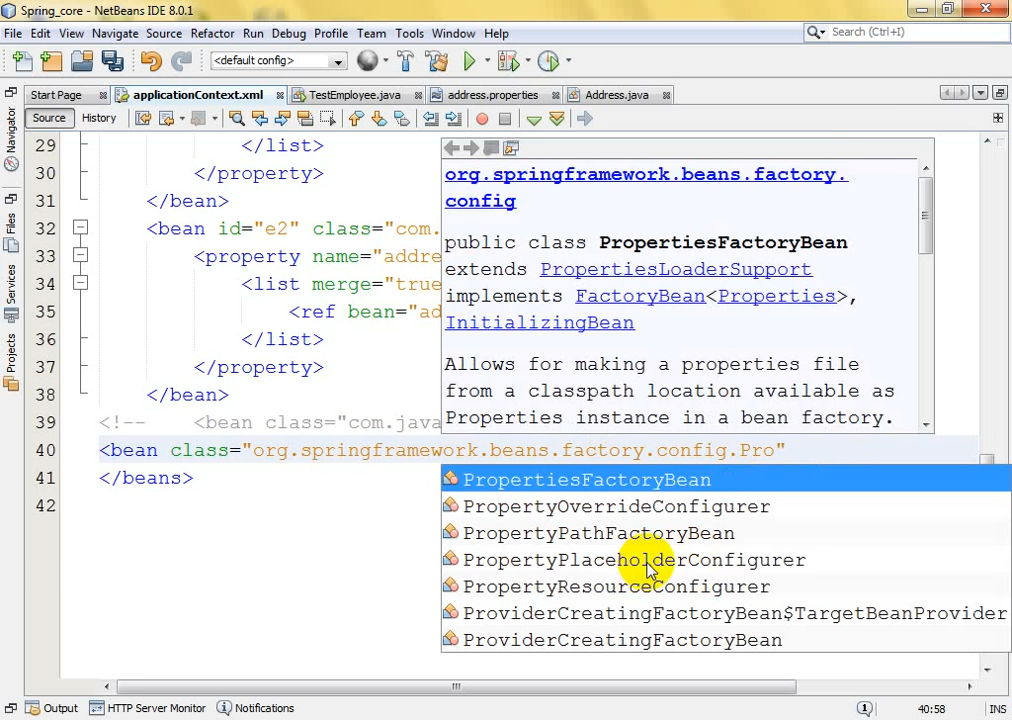 Spring_core - NetBeans IDE 8.0.1
File Edit View Navigate Source Refactor Run Debug Profile Team Tools Window Help
Search (Ctrl+I)
<default config>
Start Page applicationContext.xml TestEmployee.java address.properties Address.java
Source History
Navigator
Files
Services
Projects
29 </list>
30 </property>
31 </bean>
32 <bean id="e2" class="com.
33 <property name="addre
34 <list merge="true
35 <ref bean="ad
36 </list>
37 </property>
38 </bean>
39 <!-- <bean class="com.java
40 <bean class="org.springframework.beans.factory.config.Pro"
41 </beans>
42
org.springframework.beans.factory.
config
public class PropertiesFactoryBean
extends PropertiesLoaderSupport
implements FactoryBean<Properties>,
InitializingBean
Allows for making a properties file
from a classpath location available as
Properties instance in a bean factory.
PropertiesFactoryBean
PropertyOverrideConfigurer
PropertyPathFactoryBean
PropertyPlaceholderConfigurer
PropertyResourceConfigurer
ProviderCreatingFactoryBean$TargetBeanProvider
ProviderCreatingFactoryBean
Output HTTP Server Monitor Notifications
40:58 INS